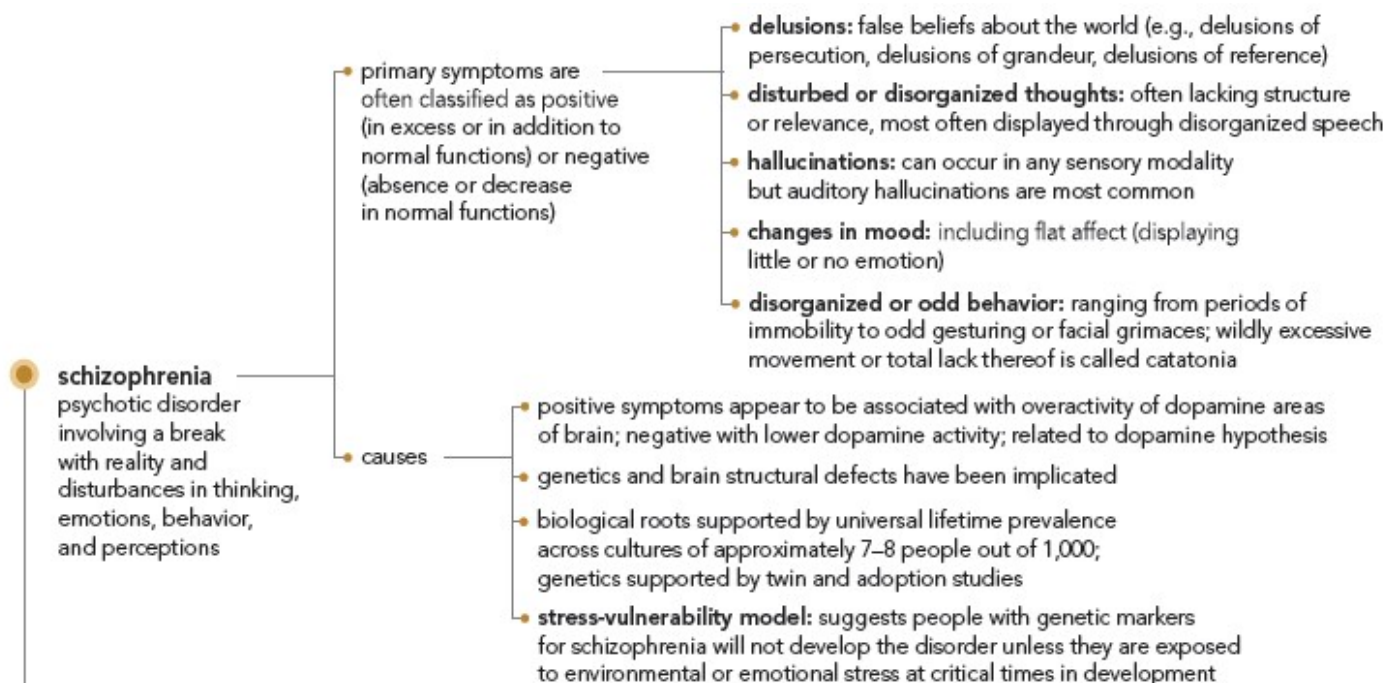 schizophrenia
psychotic disorder
involving a break
with reality and
disturbances in thinking,
emotions, behavior,
and perceptions
primary symptoms are
often classified as positive
(in excess or in addition to
normal functions) or negative
(absence or decrease
in normal functions)
delusions: false beliefs about the world (e.g., delusions of
persecution, delusions of grandeur, delusions of reference)
disturbed or disorganized thoughts: often lacking structure
or relevance, most often displayed through disorganized speech
hallucinations: can occur in any sensory modality
but auditory hallucinations are most common
changes in mood: including flat affect (displaying
little or no emotion)
disorganized or odd behavior: ranging from periods of
immobility to odd gesturing or facial grimaces; wildly excessive
movement or total lack thereof is called catatonia
causes
positive symptoms appear to be associated with overactivity of dopamine areas
of brain; negative with lower dopamine activity; related to dopamine hypothesis
genetics and brain structural defects have been implicated
biological roots supported by universal lifetime prevalence
across cultures of approximately 7–8 people out of 1,000;
genetics supported by twin and adoption studies
stress-vulnerability model: suggests people with genetic markers
for schizophrenia will not develop the disorder unless they are exposed
to environmental or emotional stress at critical times in development